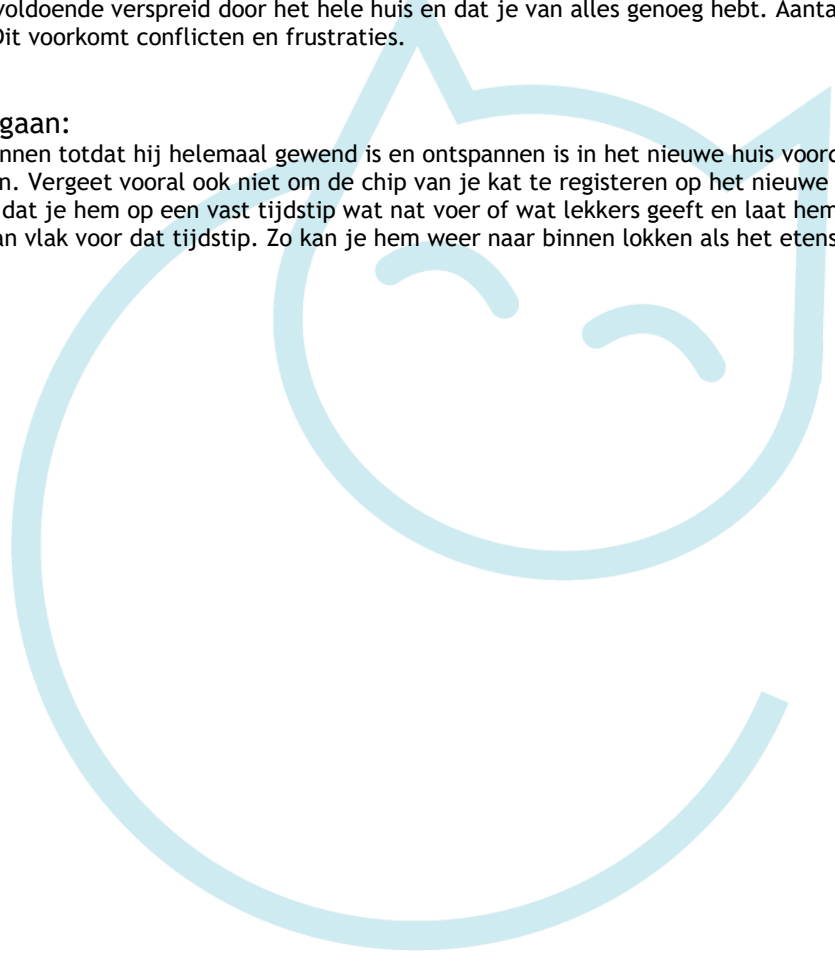 voldoende verspreid door het hele huis en dat je van alles genoeg hebt. Aanta
Dit voorkomt conflicten en frustraties.
gaan:
nnen totdat hij helemaal gewend is en ontspannen is in het nieuwe huis voord
n. Vergeet vooral ook niet om de chip van je kat te registeren op het nieuwe
dat je hem op een vast tijdstip wat nat voer of wat lekkers geeft en laat hem
an vlak voor dat tijdstip. Zo kan je hem weer naar binnen lokken als het etens